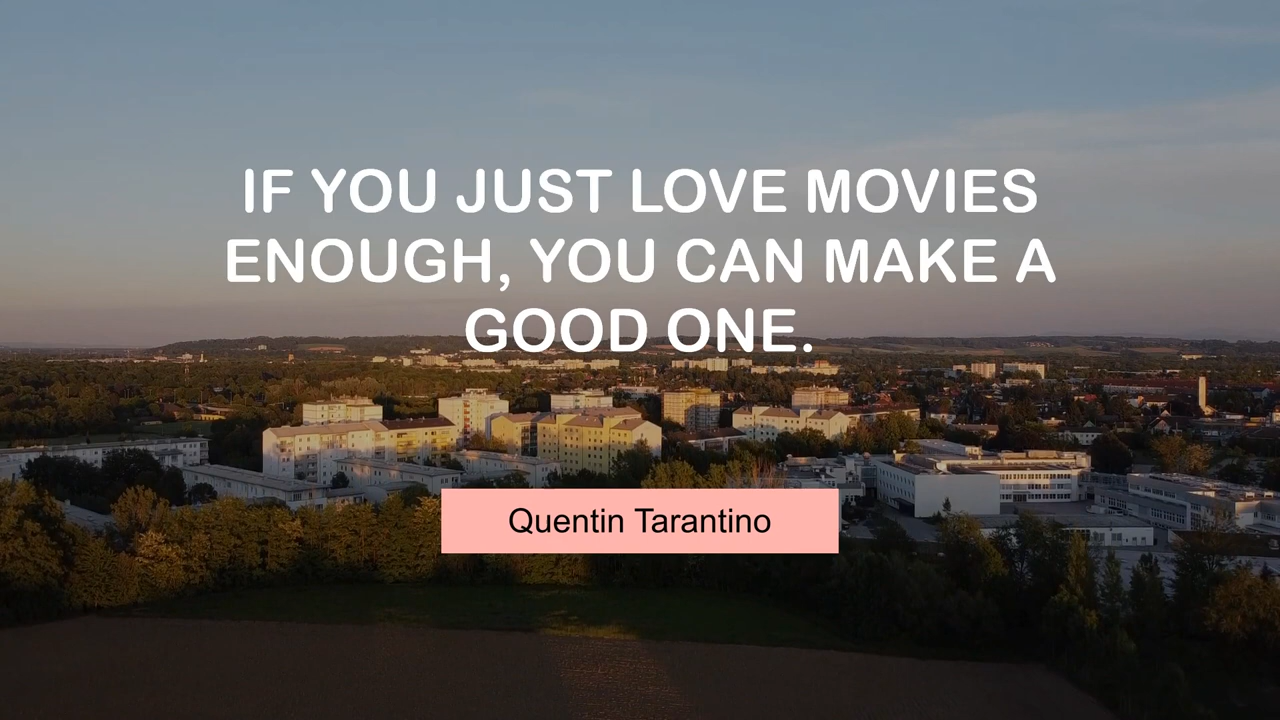 IF YOU JUST LOVE MOVIES
ENOUGH, YOU CAN MAKE A
GOOD ONE.
Quentin Tarantino